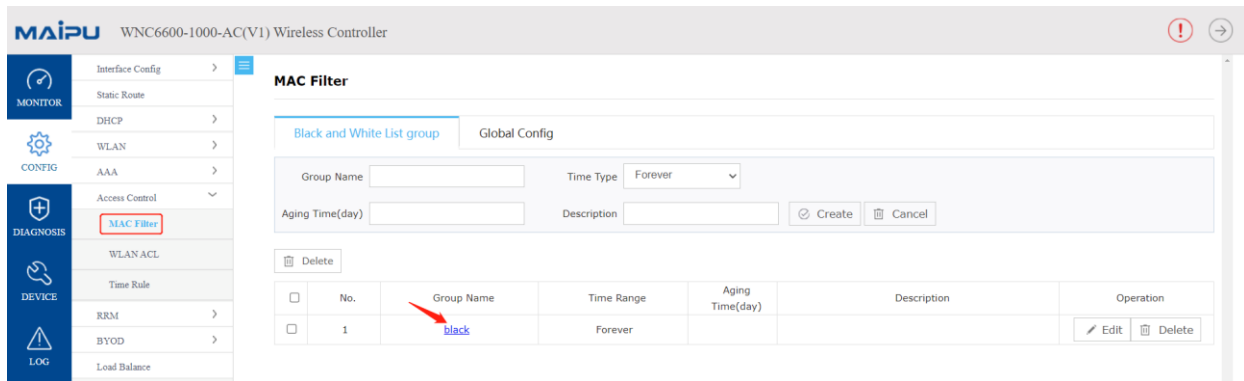 MAIPU WNC6600-1000-AC(V1) Wireless Controller
MONITOR
CONFIG
DIAGNOSIS
DEVICE
LOG
Interface Config
Static Route
DHCP
WLAN
AAA
Access Control
MAC Filter
WLAN ACL
Time Rule
RRM
BYOD
Load Balance
MAC Filter
Black and White List group Global Config
Group Name Time Type Forever
Aging Time(day) Description Create Cancel
Delete
No. Group Name Time Range Aging Time(day) Description Operation
1 black Forever Edit Delete